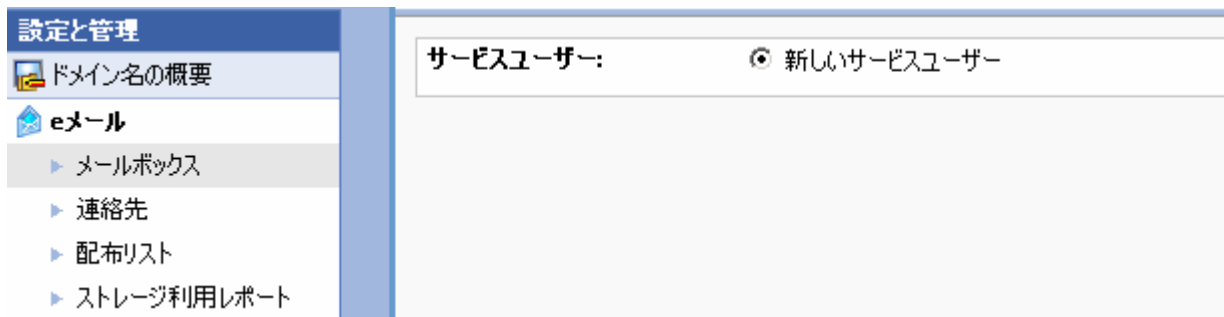 設定と管理
ドメイン名の概要
eメール
メールボックス
連絡先
配布リスト
ストレージ利用レポート
サービスユーザー: 新しいサービスユーザー